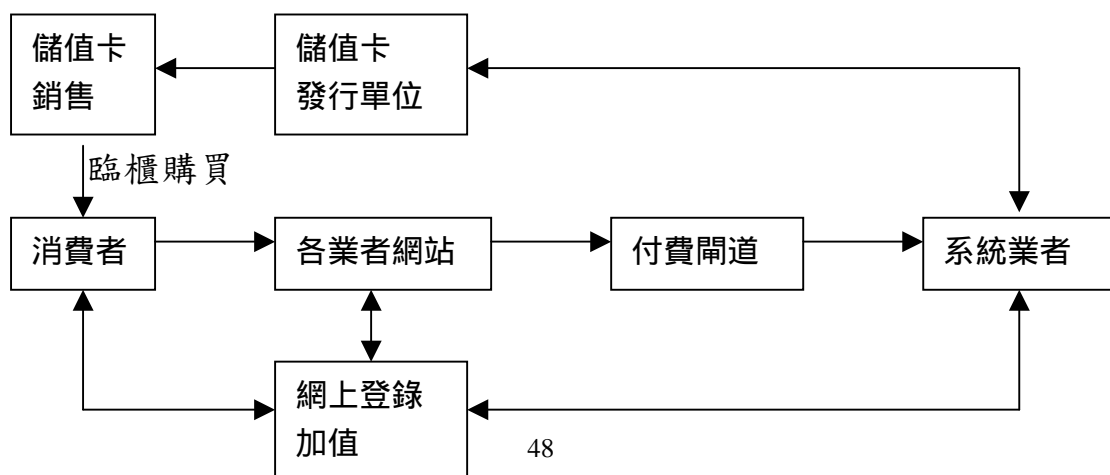 儲值卡
銷售
儲值卡
發行單位
臨櫃購買
消費者
各業者網站
付費閘道
系統業者
網上登錄
加值
48